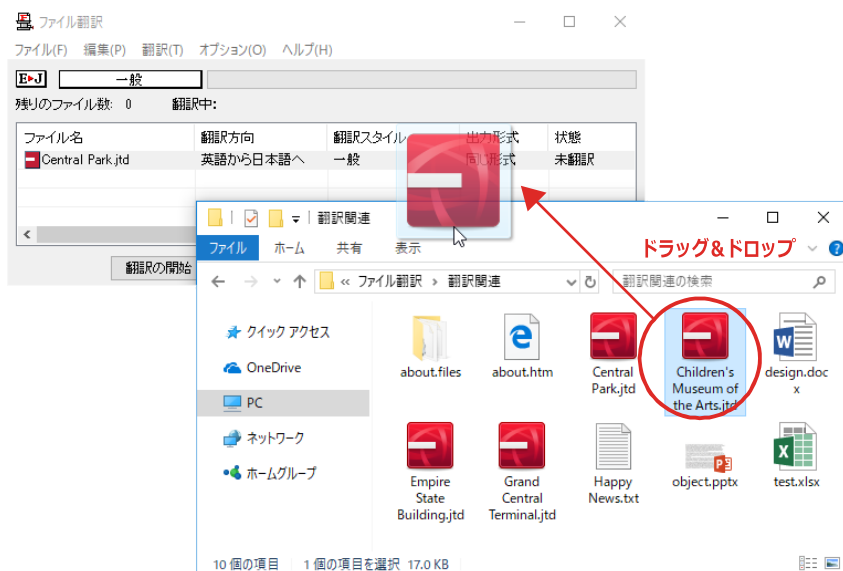 ファイル翻訳
ファイル(F) 編集(P) 翻訳(T) オプション(O) ヘルプ(H)
E▸J 一般
残りのファイル数: 0 翻訳中:
ファイル名 翻訳方向 翻訳スタイル 出力形式 状態
Central Park.jtd 英語から日本語へ 一般 同じ形式 未翻訳
翻訳の開始
翻訳関連
ファイル ホーム 共有 表示
ドラッグ&ドロップ
« ファイル翻訳 › 翻訳関連
翻訳関連の検索
クイック アクセス
OneDrive
PC
ネットワーク
ホームグループ
about.files
about.htm
Central
Park.jtd
Children's
Museum of
the Arts.jtd
design.doc
x
Empire
State
Building.jtd
Grand
Central
Terminal.jtd
Happy
News.txt
object.pptx
test.xlsx
10 個の項目 1 個の項目を選択 17.0 KB